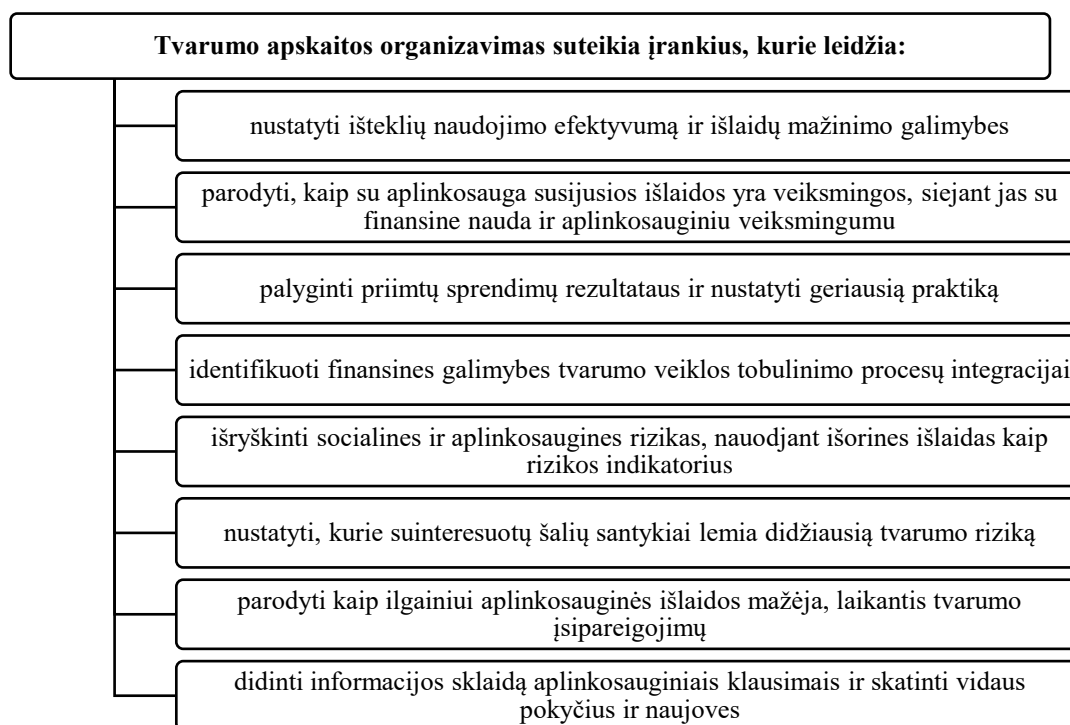 Tvarumo apskaitos organizavimas suteikia įrankius, kurie leidžia:
nustatyti išteklių naudojimo efektyvumą ir išlaidų mažinimo galimybes
parodyti, kaip su aplinkosauga susijusios išlaidos yra veiksmingos, siejant jas su
finansine nauda ir aplinkosauginiu veiksmingumu
palyginti priimtų sprendimų rezultataus ir nustatyti geriausią praktiką
identifikuoti finansines galimybes tvarumo veiklos tobulinimo procesų integracijai
išryškinti socialines ir aplinkosaugines rizikas, nauodjant išorines išlaidas kaip
rizikos indikatorius
nustatyti, kurie suinteresuotų šalių santykiai lemia didžiausią tvarumo riziką
parodyti kaip ilgainiui aplinkosauginės išlaidos mažėja, laikantis tvarumo
įsipareigojimų
didinti informacijos sklaidą aplinkosauginiais klausimais ir skatinti vidaus
pokyčius ir naujoves